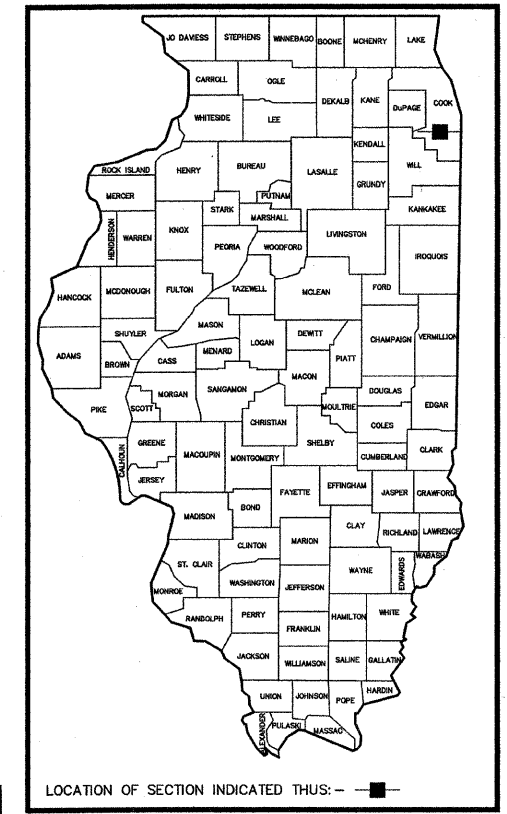 JO DAVIESS STEPHENS WINNEBAGO BOONE MCHENRY LAKE
CARROLL OGLE DEKALB KANE DuPAGE COOK
WHITESIDE LEE
KENDALL WILL
ROCK ISLAND HENRY BUREAU LASALLE GRUNDY
MERCER STARK PUTNAM KANKAKEE
HENDERSON WARREN KNOX MARSHALL LIVINGSTON
PEORIA WOODFORD IROQUOIS
HANCOCK MCDONOUGH FULTON TAZEWELL MCLEAN FORD
MASON DEWITT CHAMPAIGN VERMILLION
ADAMS SHUYLER BROWN CASS MENARD LOGAN PIATT
MACON
PIKE SCOTT MORGAN SANGAMON MOULTRIE DOUGLAS EDGAR
CHRISTIAN COLES
CALHOUN GREENE MACOUPIN MONTGOMERY SHELBY CUMBERLAND CLARK
JERSEY FAYETTE EFFINGHAM JASPER CRAWFORD
MADISON BOND CLAY RICHLAND LAWRENCE
CLINTON MARION WABASH
ST. CLAIR WASHINGTON JEFFERSON WAYNE EDWARDS
MONROE
RANDOLPH PERRY FRANKLIN HAMILTON WHITE
JACKSON WILLIAMSON SALINE GALLATIN
UNION JOHNSON POPE HARDIN
ALEXANDER PULASKI MASSAC
LOCATION OF SECTION INDICATED THUS: –